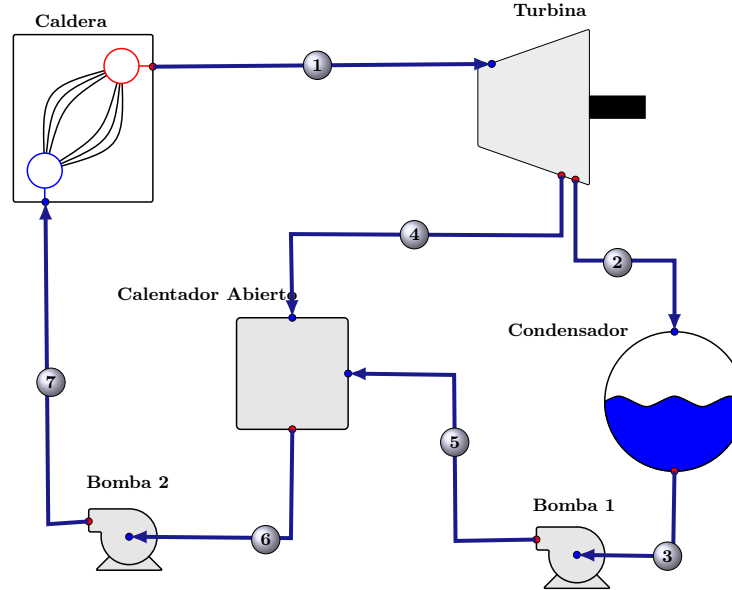 Turbina
Caldera
1
4
2
Calentador Abierto
Condensador
7
5
Bomba 2
Bomba 1
6
3